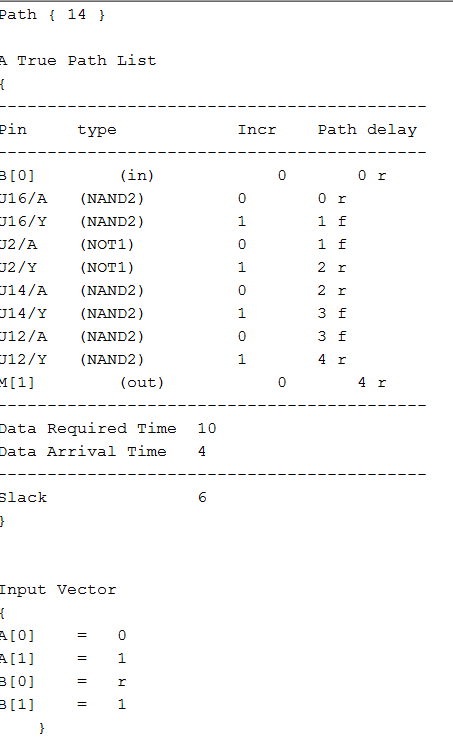 Path { 14 }
A True Path List
{
-------------------------------------------
Pin     type            Incr    Path delay
-------------------------------------------
B[0]        (in)            0       0 r
U16/A   (NAND2)         0       0 r
U16/Y   (NAND2)         1       1 f
U2/A    (NOT1)          0       1 f
U2/Y    (NOT1)          1       2 r
U14/A   (NAND2)         0       2 r
U14/Y   (NAND2)         1       3 f
U12/A   (NAND2)         0       3 f
U12/Y   (NAND2)         1       4 r
M[1]        (out)           0       4 r
-------------------------------------------
Data Required Time  10
Data Arrival Time   4
-------------------------------------------
Slack               6
}
Input Vector
{
A[0]    =   0
A[1]    =   1
B[0]    =   r
B[1]    =   1
}